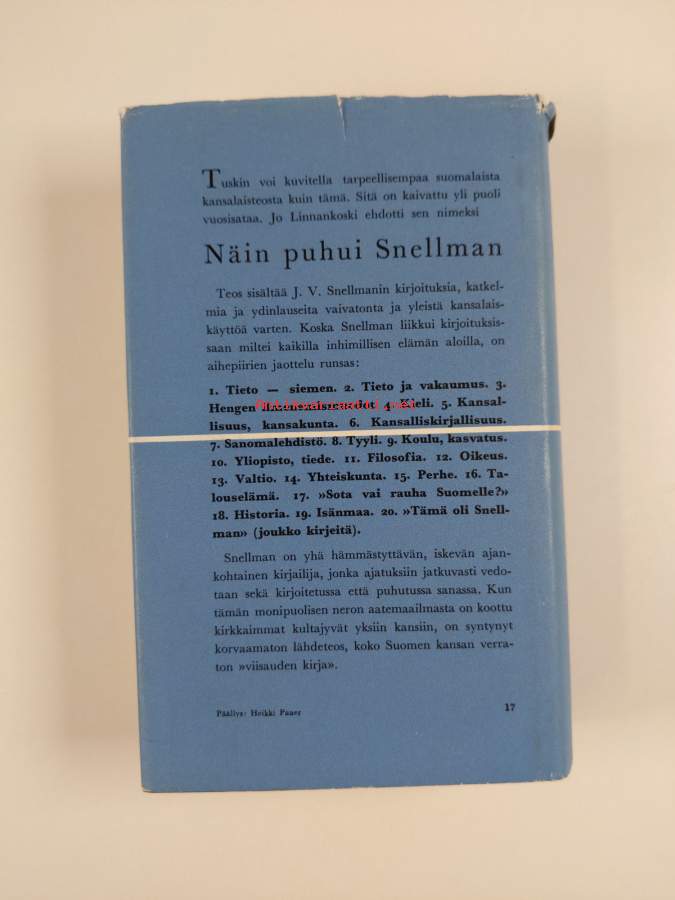 Tuskin voi kuvitella tarpeellisempaa suomalaista
kansalaisteosta kuin tämä. Sitä on kaivattu yli puoli
vuosisataa. Jo Linnankoski ehdotti sen nimeksi
Näin puhui Snellman
Teos sisältää J. V. Snellmanin kirjoituksia, katkel-
mia ja ydinlauseita vaivatonta ja yleistä kansalais-
käyttöä varten. Koska Snellman liikkui kirjoituksis-
saan miltei kaikilla inhimillisen elämän aloilla, on
aihepiirien jaottelu runsas:
1. Tieto — siemen. 2. Tieto ja vakaumus. 3.
Hengen 4. Kieli. 5. Kansal-
lisuus, kansakunta. 6. Kansalliskirjallisuus.
7. Sanomalehdistö. 8. Tyyli. 9. Koulu, kasvatus.
10. Yliopisto, tiede. 11. Filosofia. 12. Oikeus.
13. Valtio. 14. Yhteiskunta. 15. Perhe. 16. Ta-
louselämä. 17. »Sota vai rauha Suomelle?»
18. Historia. 19. Isänmaa. 20. »Tämä oli Snell-
man» (joukko kirjeitä).
Snellman on yhä hämmästyttävän, iskevän ajan-
kohtainen kirjailija, jonka ajatuksiin jatkuvasti vedo-
taan sekä kirjoitetussa että puhutussa sanassa. Kun
tämän monipuolisen neron aatemaailmasta on koottu
kirkkaimmat kultajyvät yksiin kansiin, on syntynyt
korvaamaton lähdeteos, koko Suomen kansan verra-
ton »viisauden kirja».
Päällys: Heikki Paaer 17